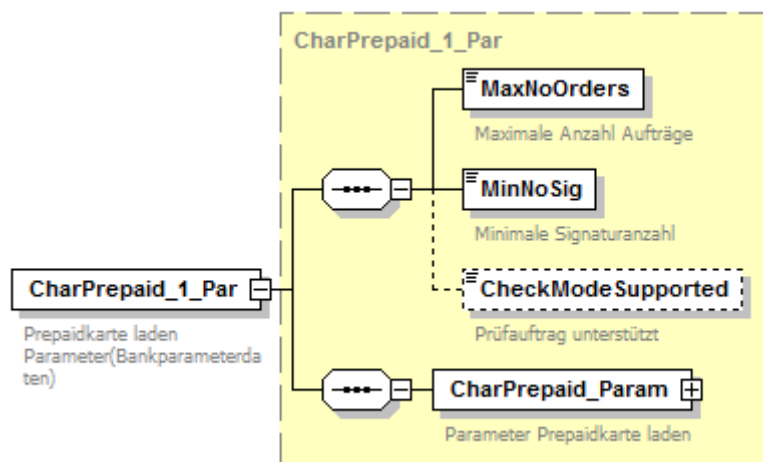 CharPrepaid_1_Par
MaxNoOrders
Maximale Anzahl Aufträge
MinNoSig
Minimale Signaturanzahl
CharPrepaid_1_Par
CheckModeSupported
Prepaidkarte laden
Parameter(Bankparameterda
ten)
Prüfauftrag unterstützt
CharPrepaid_Param
Parameter Prepaidkarte laden